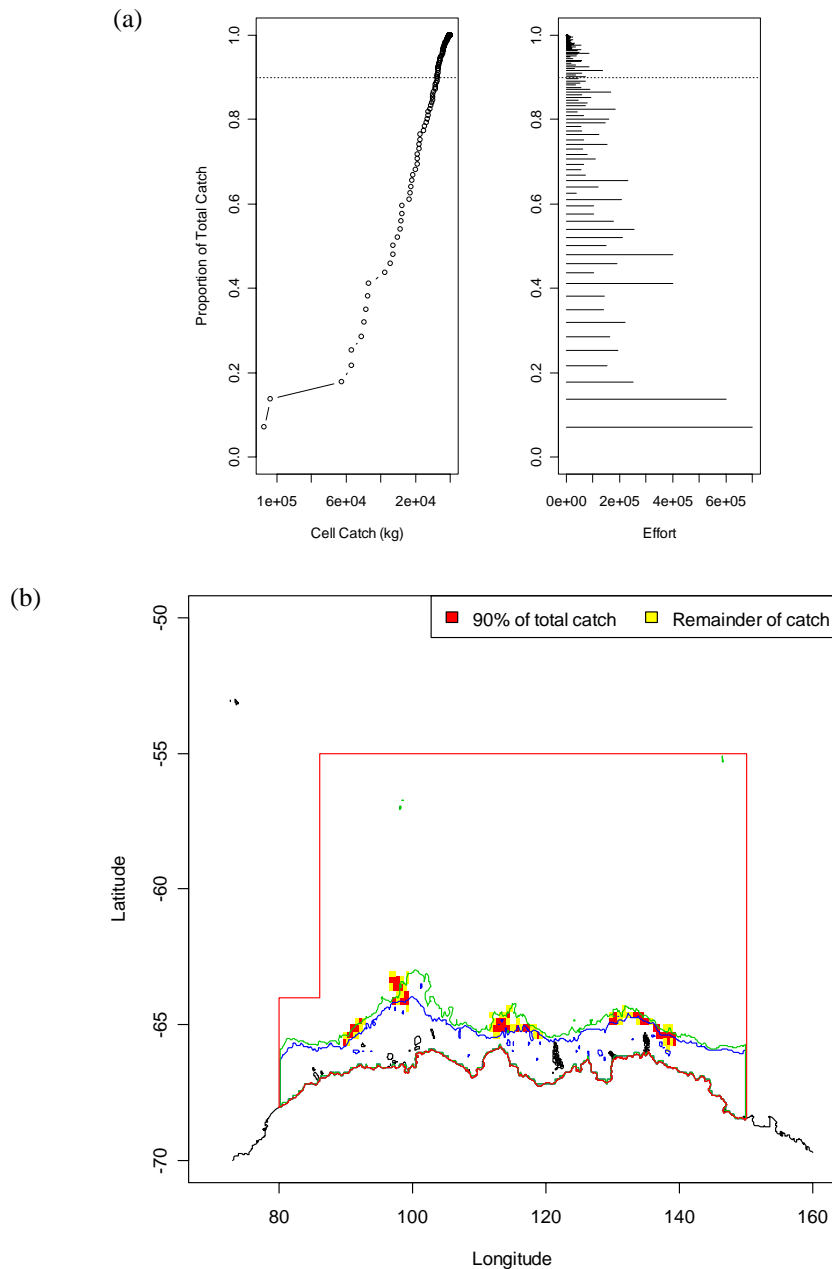 (a)
Proportion of Total Catch
0.0 0.2 0.4 0.6 0.8 1.0
1e+05 6e+04 2e+04
Cell Catch (kg)
0.0 0.2 0.4 0.6 0.8 1.0
0e+00 2e+05 4e+05 6e+05
Effort
(b)
90% of total catch Remainder of catch
Latitude
-50
-55
-60
-65
-70
80 100 120 140 160
Longitude